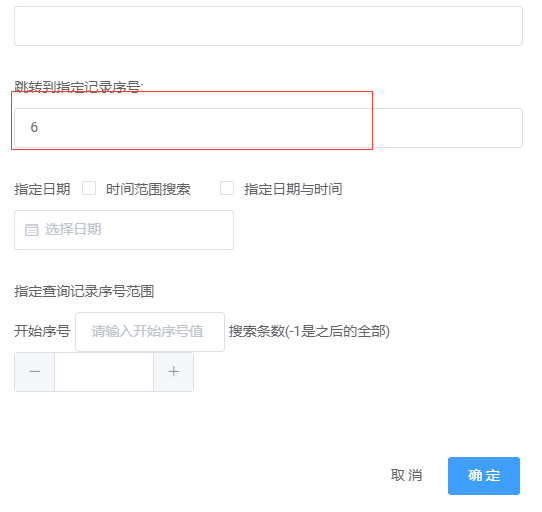 跳转到指定记录序号:
6
指定日期 时间范围搜索 指定日期与时间
选择日期
指定查询记录序号范围
开始序号 请输入开始序号值 搜索条数(-1是之后的全部)
取消 确定